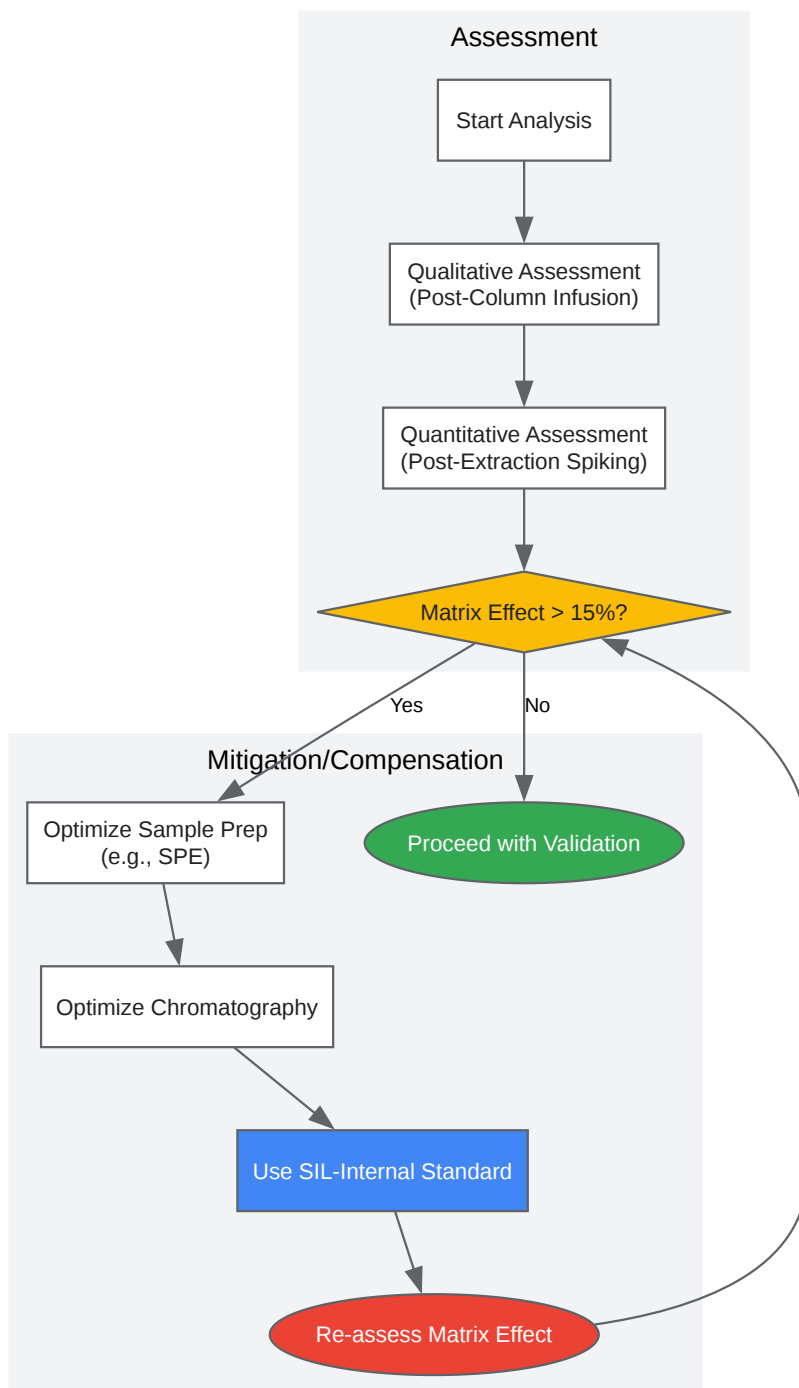 Assessment
Start Analysis
Qualitative Assessment
(Post-Column Infusion)
Quantitative Assessment
(Post-Extraction Spiking)
Matrix Effect > 15%?
Yes
No
Mitigation/Compensation
Optimize Sample Prep
(e.g., SPE)
Proceed with Validation
Optimize Chromatography
Use SIL-Internal Standard
Re-assess Matrix Effect